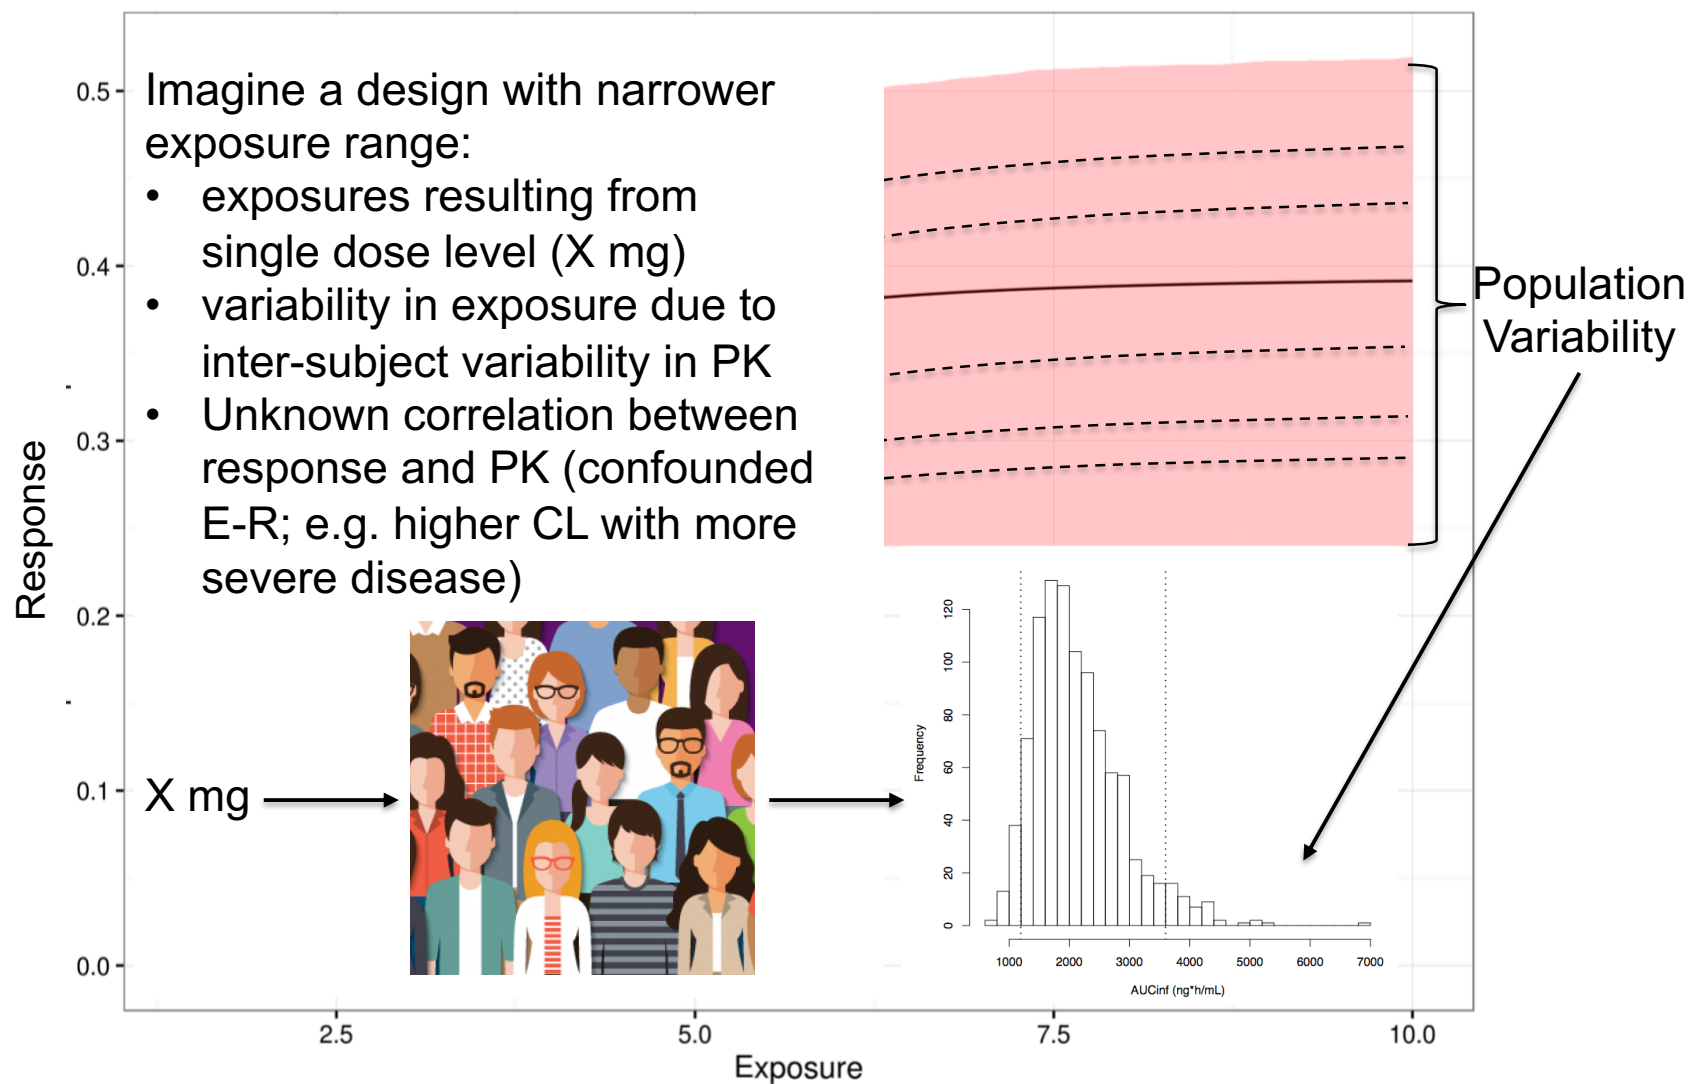 Imagine a design with narrower
exposure range:
• exposures resulting from
single dose level (X mg)
• variability in exposure due to
inter-subject variability in PK
• Unknown correlation between
response and PK (confounded
E-R; e.g. higher CL with more
severe disease)
Population
Variability
X mg
Response
0.5
0.4
0.3
0.2
0.1
0.0
2.5
5.0
7.5
10.0
Exposure
Frequency
120
100
80
60
40
20
0
1000
2000
3000
4000
5000
6000
7000
AUCinf (ng*h/mL)